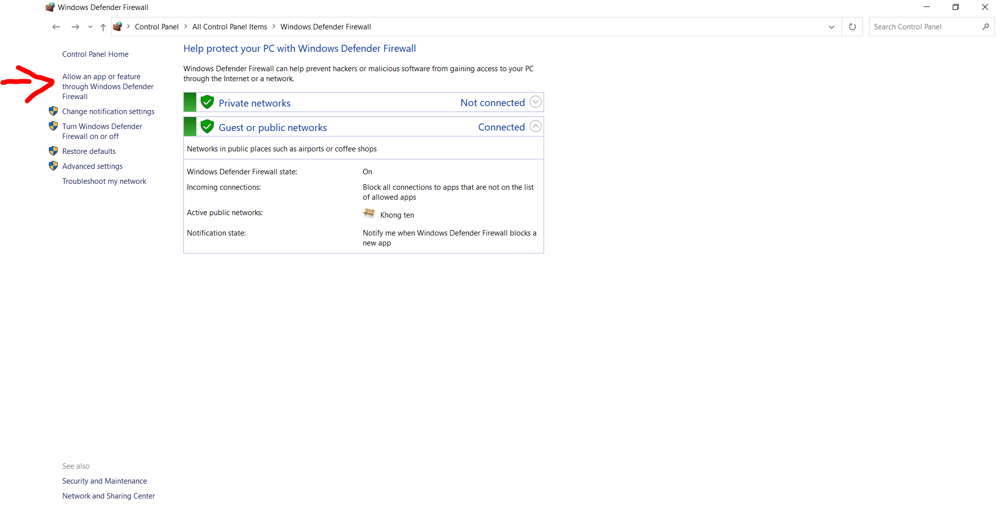 Windows Defender Firewall
Control Panel > All Control Panel Items > Windows Defender Firewall
Search Control Panel
Control Panel Home
Allow an app or feature
through Windows Defender
Firewall
Change notification settings
Turn Windows Defender
Firewall on or off
Restore defaults
Advanced settings
Troubleshoot my network
Help protect your PC with Windows Defender Firewall
Windows Defender Firewall can help prevent hackers or malicious software from gaining access to your PC
through the Internet or a network.
Private networks Not connected
Guest or public networks Connected
Networks in public places such as airports or coffee shops
Windows Defender Firewall state: On
Incoming connections: Block all connections to apps that are not on the list
of allowed apps
Active public networks: Khong ten
Notification state: Notify me when Windows Defender Firewall blocks a
new app
See also
Security and Maintenance
Network and Sharing Center